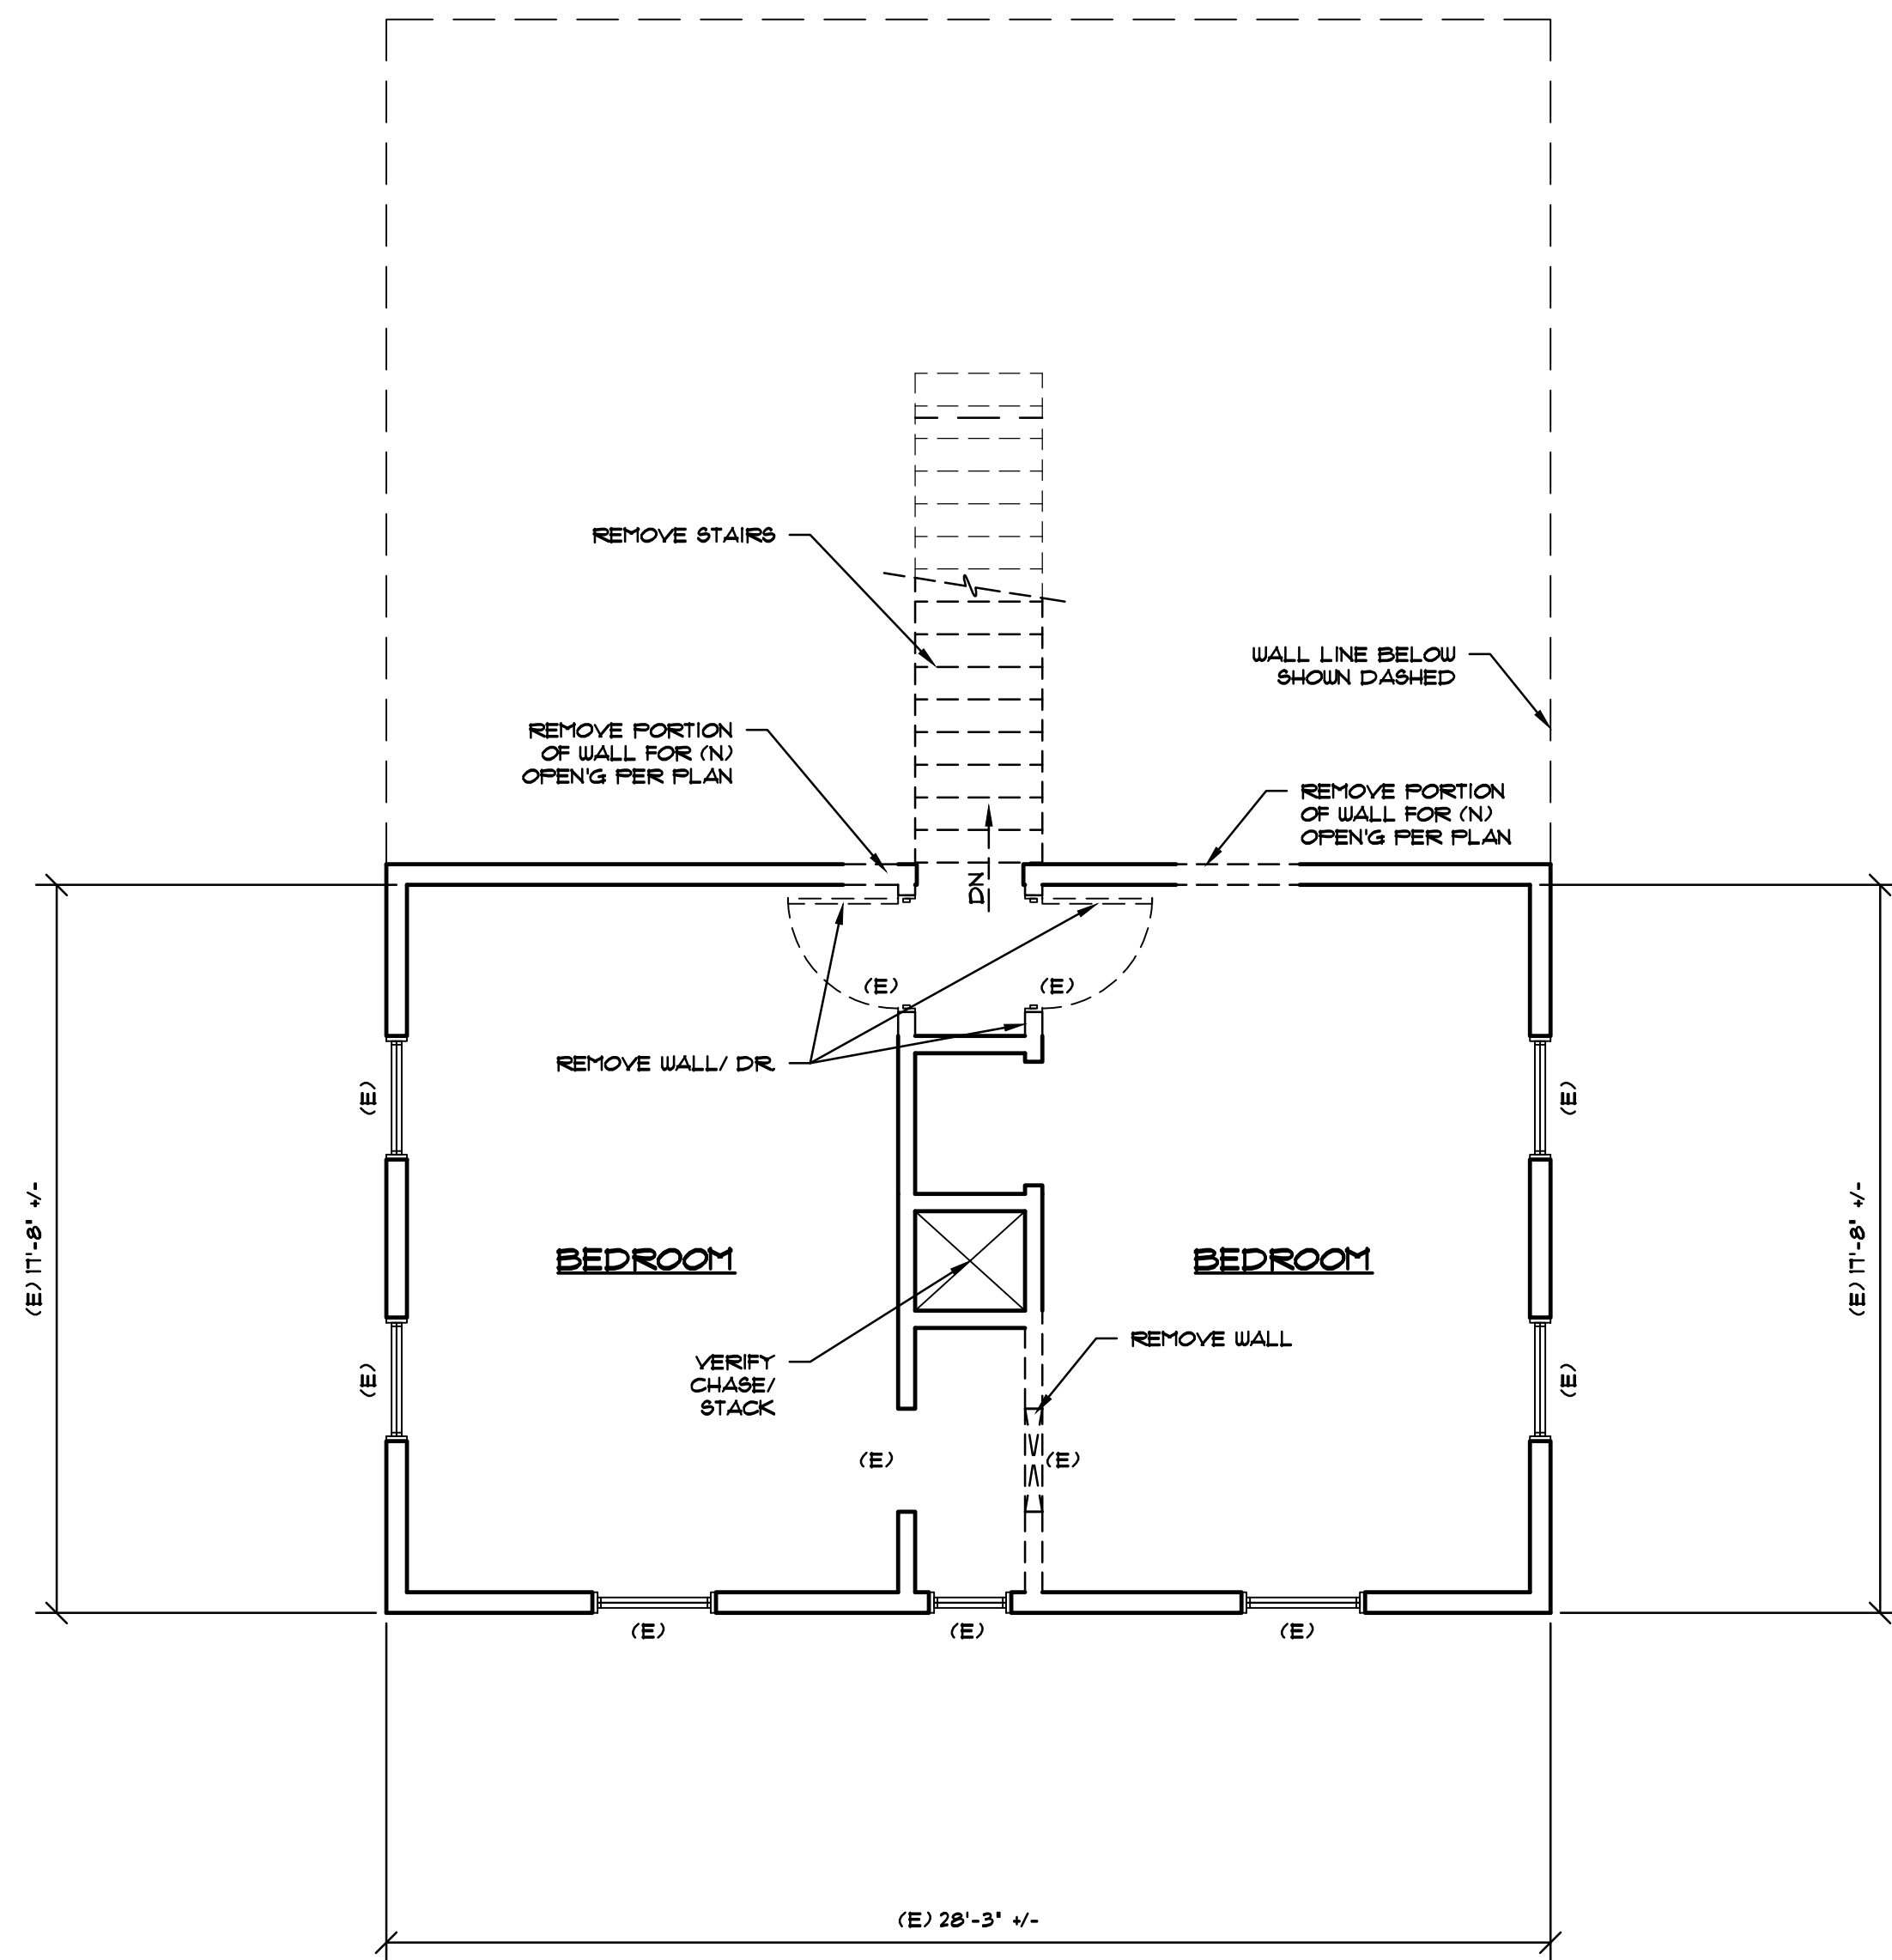 REMOVE STAIRS
WALL LINE BELOW
SHOWN DASHED
REMOVE PORTION
OF WALL FOR (N)
OPEN'G PER PLAN
REMOVE PORTION
OF WALL FOR (N)
OPEN'G PER PLAN
DN
(E)
(E)
REMOVE WALL/ DR.
(E)
(E)
(E) 17'-8" +/-
(E) 17'-8" +/-
BEDROOM
BEDROOM
REMOVE WALL
VERIFY
CHASE/
STACK
(E)
(E)
(E)
(E)
(E)
(E)
(E)
(E) 28'-3" +/-